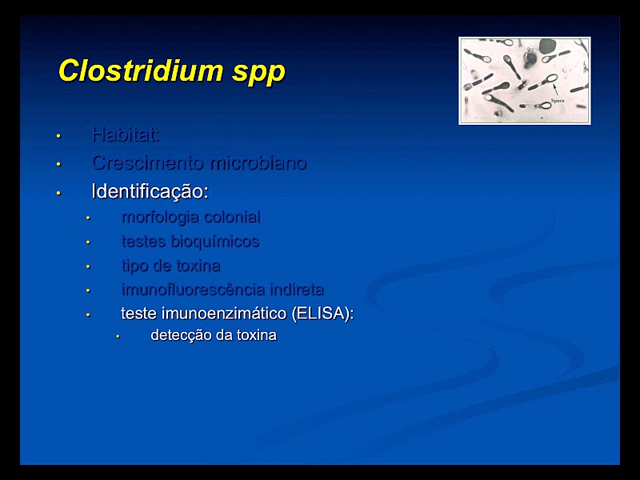 Clostridium spp
Spore
• Habitat:
• Crescimento microbiano
• Identificação:
• morfologia colonial
• testes bioquímicos
• tipo de toxina
• imunofluorescência indireta
• teste imunoenzimático (ELISA):
• detecção da toxina